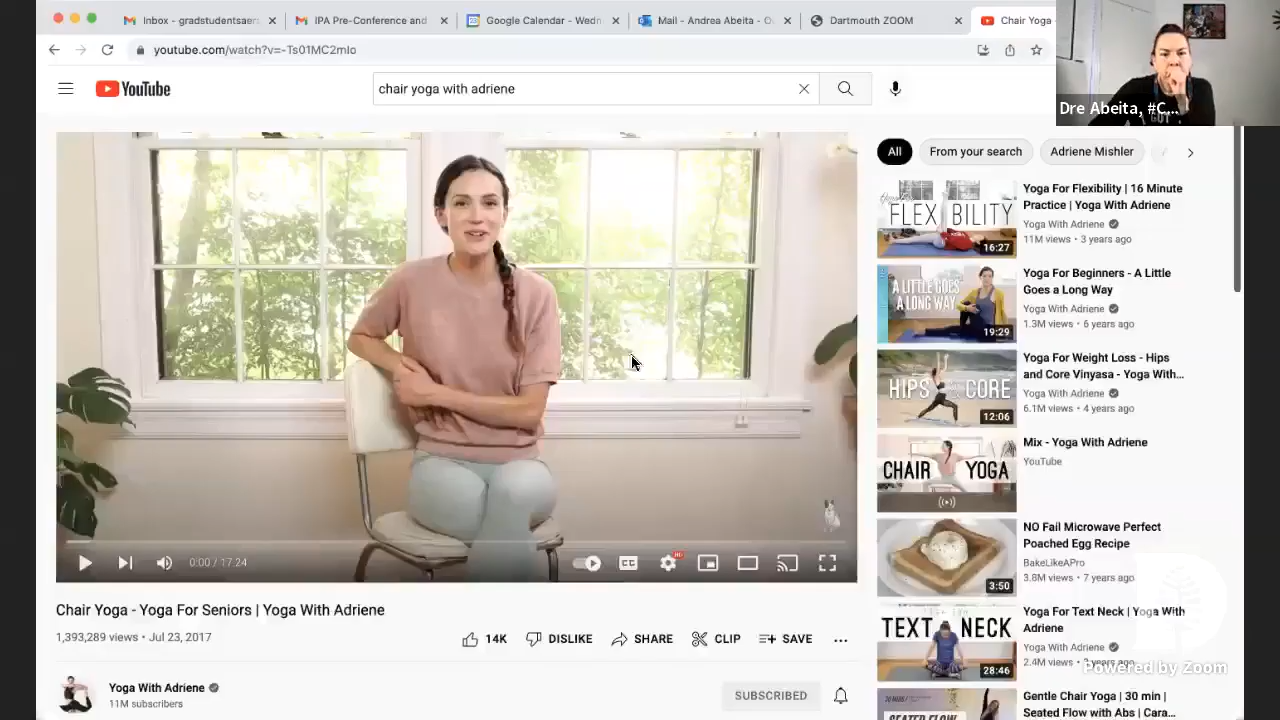 Inbox - gradstudentsaer
IPA Pre-Conference and
Google Calendar - Wedn
Mail - Andrea Abeita - O
Dartmouth ZOOM
Chair Yoga
youtube.com/watch?v=-Ts01MC2mIo
YouTube
chair yoga with adriene
Dre Abeita, #C...
All
From your search
Adriene Mishler
FLEXIBILITY
16:27
Yoga For Flexibility | 16 Minute
Practice | Yoga With Adriene
Yoga With Adriene
11M views • 3 years ago
A LITTLE GOES
A LONG WAY
19:29
Yoga For Beginners - A Little
Goes a Long Way
Yoga With Adriene
1.3M views • 6 years ago
HIPS CORE
12:06
Yoga For Weight Loss - Hips
and Core Vinyasa - Yoga With...
Yoga With Adriene
6.1M views • 4 years ago
CHAIR YOGA
Mix - Yoga With Adriene
YouTube
3:50
NO Fail Microwave Perfect
Poached Egg Recipe
BakeLikeAPro
3.8M views • 7 years ago
TEXT NECK
28:46
Yoga For Text Neck | Yoga With
Adriene
Yoga With Adriene
2.4M views • years ago
Powered by Zoom
Gentle Chair Yoga | 30 min |
Seated Flow with Abs | Cara...
0:00 / 17:24
CC
HD
Chair Yoga - Yoga For Seniors | Yoga With Adriene
1,393,289 views • Jul 23, 2017
14K
DISLIKE
SHARE
CLIP
SAVE
Yoga With Adriene
11M subscribers
SUBSCRIBED